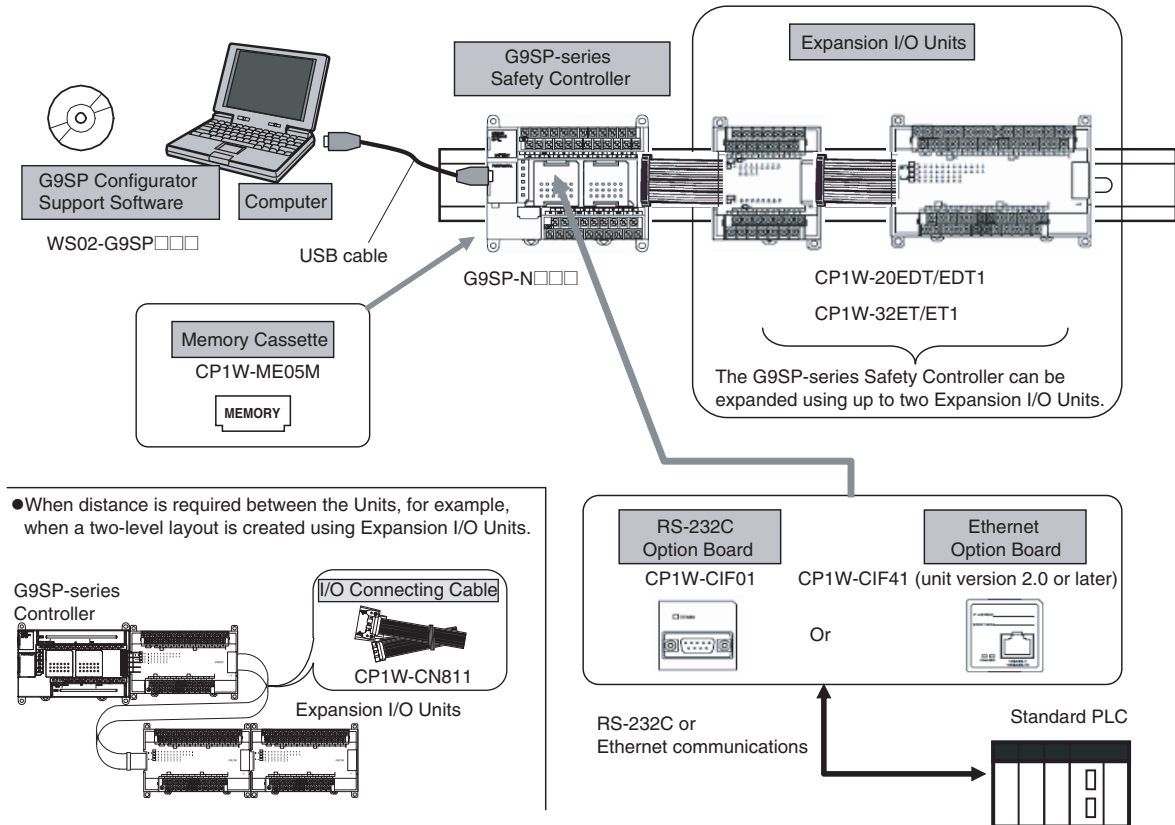 Expansion I/O Units
G9SP-series
Safety Controller
G9SP Configurator
Support Software
Computer
WS02-G9SP□□□
USB cable
G9SP-N□□□
CP1W-20EDT/EDT1
CP1W-32ET/ET1
The G9SP-series Safety Controller can be
expanded using up to two Expansion I/O Units.
Memory Cassette
CP1W-ME05M
MEMORY
●When distance is required between the Units, for example,
when a two-level layout is created using Expansion I/O Units.
G9SP-series
Controller
I/O Connecting Cable
CP1W-CN811
Expansion I/O Units
RS-232C
Option Board
CP1W-CIF01
Or
Ethernet
Option Board
CP1W-CIF41 (unit version 2.0 or later)
RS-232C or
Ethernet communications
Standard PLC